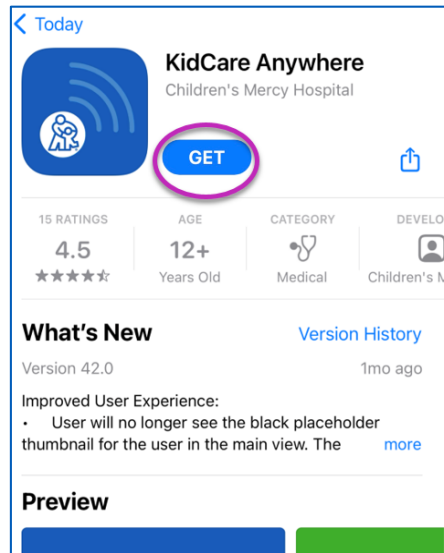 Today
KidCare Anywhere
Children's Mercy Hospital
GET
15 RATINGS
4.5
AGE
12+
Years Old
CATEGORY
Medical
DEVELO
Children's M
What's New
Version History
Version 42.0
1mo ago
Improved User Experience:
• User will no longer see the black placeholder
thumbnail for the user in the main view. The more
Preview